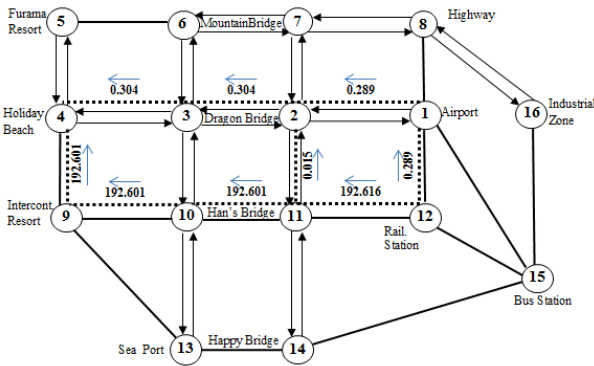 Furama
Resort
5
6
MountainBridge
7
8
Highway
0.304
0.304
0.289
Holiday
Beach
4
3
Dragon Bridge
2
1
Airport
16
Industrial
Zone
192.601
0.015
0.289
192.601
192.601
192.616
Intercont.
Resort
9
10
Han's Bridge
11
12
Rail.
Station
15
Bus Station
Sea Port
13
Happy Bridge
14